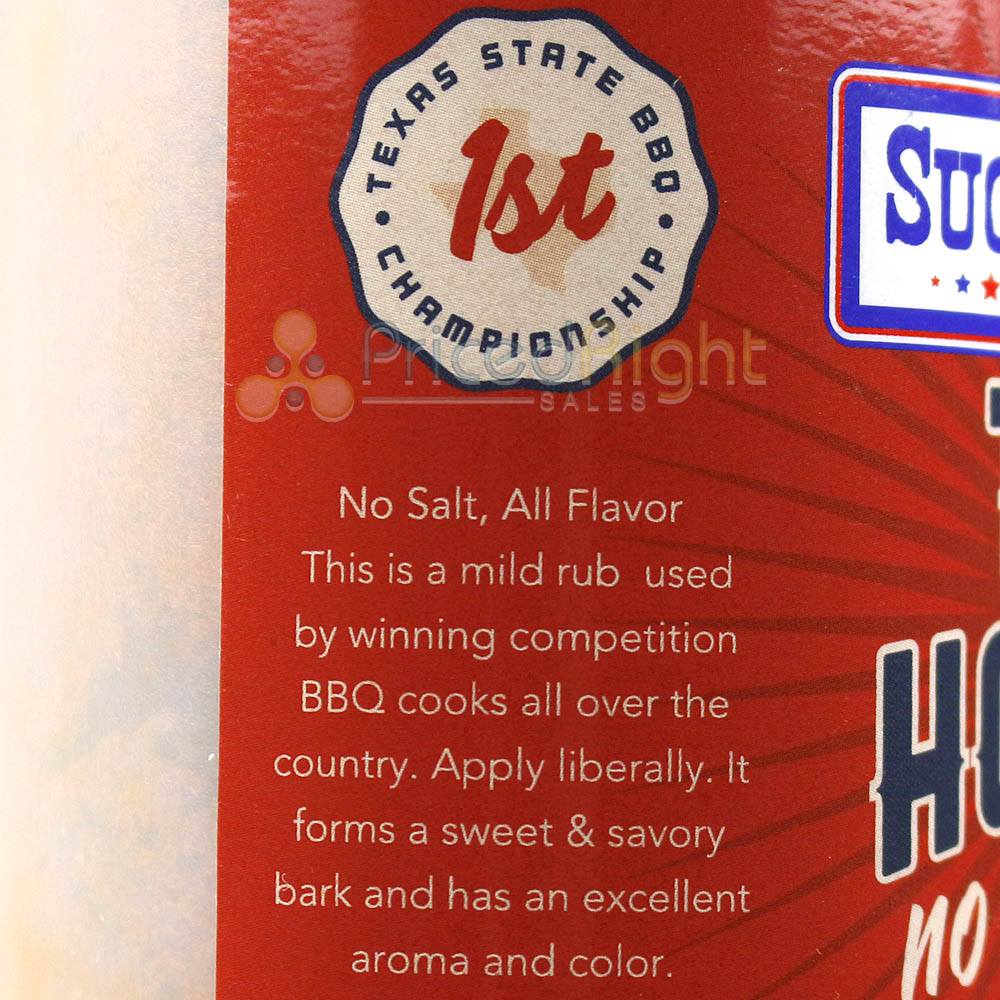 TEXAS STATE BBQ
1st
CHAMPIONSHIP
PricedRight
SALES
No Salt, All Flavor
This is a mild rub used
by winning competition
BBQ cooks all over the
country. Apply liberally. It
forms a sweet & savory
bark and has an excellent
aroma and color.
no